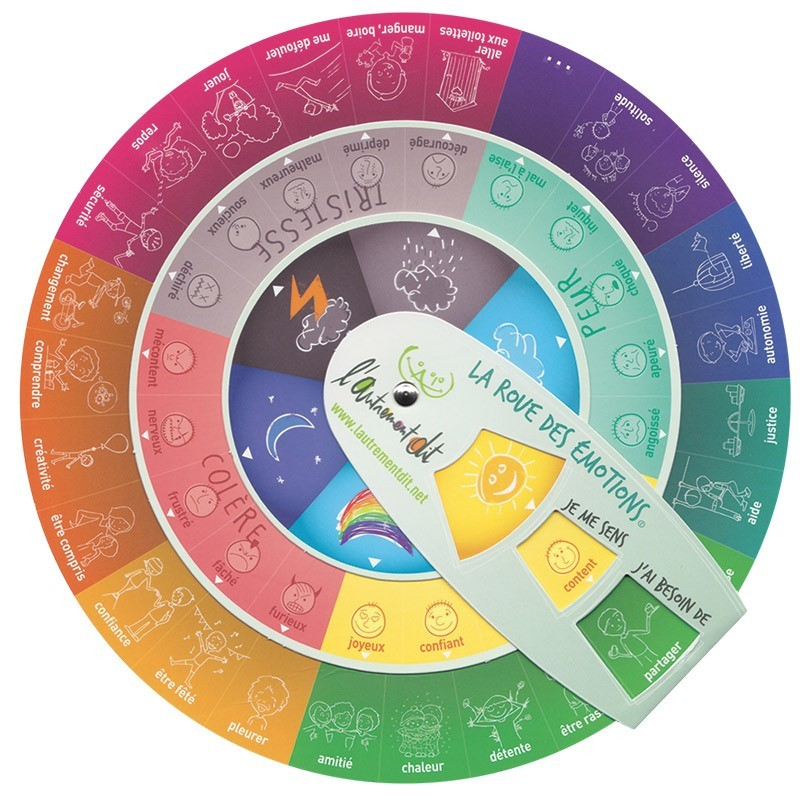 aller
aux toilettes
manger, boire
me défouler
jouer
repos
sécurité
changement
comprendre
créativité
être compris
confiance
être fêté
pleurer
amitié
chaleur
détente
aide
justice
autonomie
liberté
silence
solitude
...
TRISTESSE
découragé
déprimé
malheureux
soucieux
déchiré
COLÈRE
mécontent
nerveux
frustré
fâché
furieux
joyeux
confiant
PEUR
mal à l'aise
inquiet
choqué
apeuré
angoissé
l'autrement dit
www.lautrementdit.net
LA ROUE DES ÉMOTIONS ©
JE ME SENS
content
J'AI BESOIN DE
partager
être ras